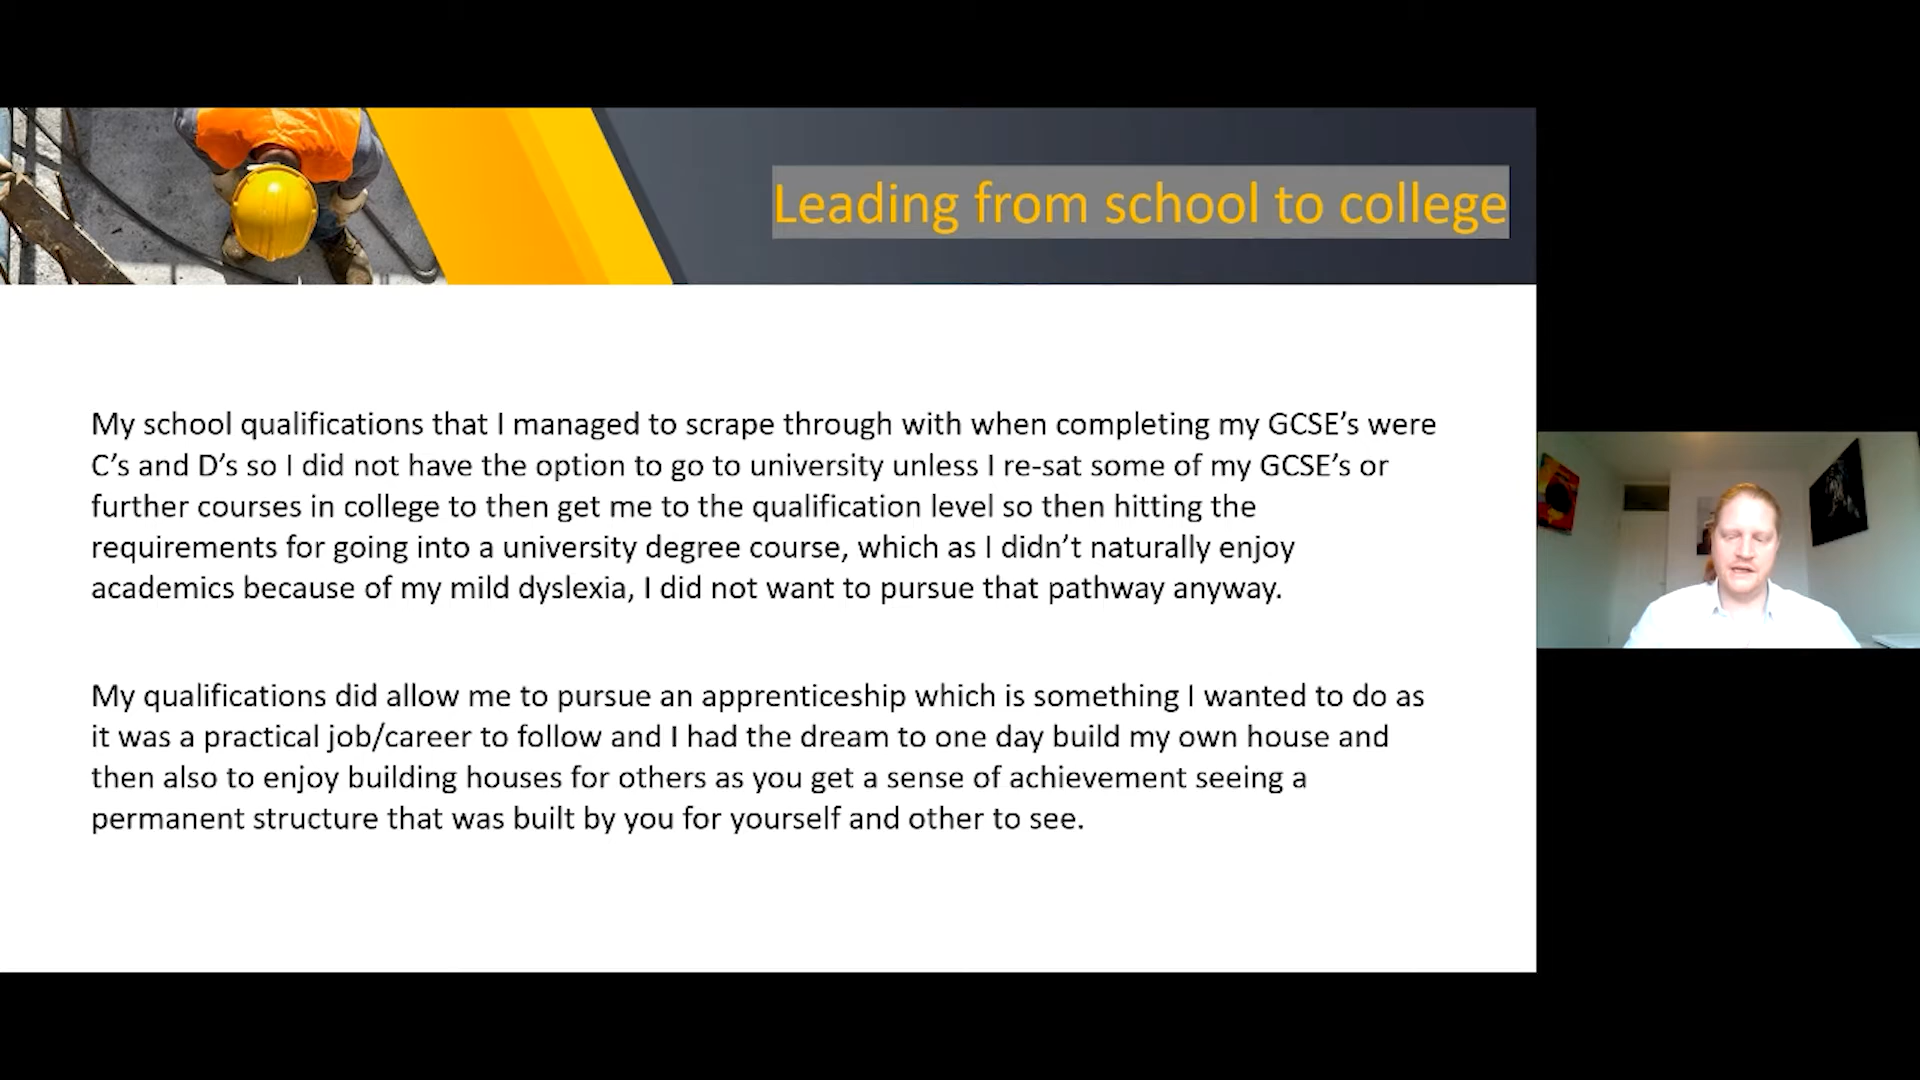 Leading from school to college
My school qualifications that I managed to scrape through with when completing my GCSE’s were
C’s and D’s so I did not have the option to go to university unless I re-sat some of my GCSE’s or
further courses in college to then get me to the qualification level so then hitting the
requirements for going into a university degree course, which as I didn’t naturally enjoy
academics because of my mild dyslexia, I did not want to pursue that pathway anyway.
My qualifications did allow me to pursue an apprenticeship which is something I wanted to do as
it was a practical job/career to follow and I had the dream to one day build my own house and
then also to enjoy building houses for others as you get a sense of achievement seeing a
permanent structure that was built by you for yourself and other to see.